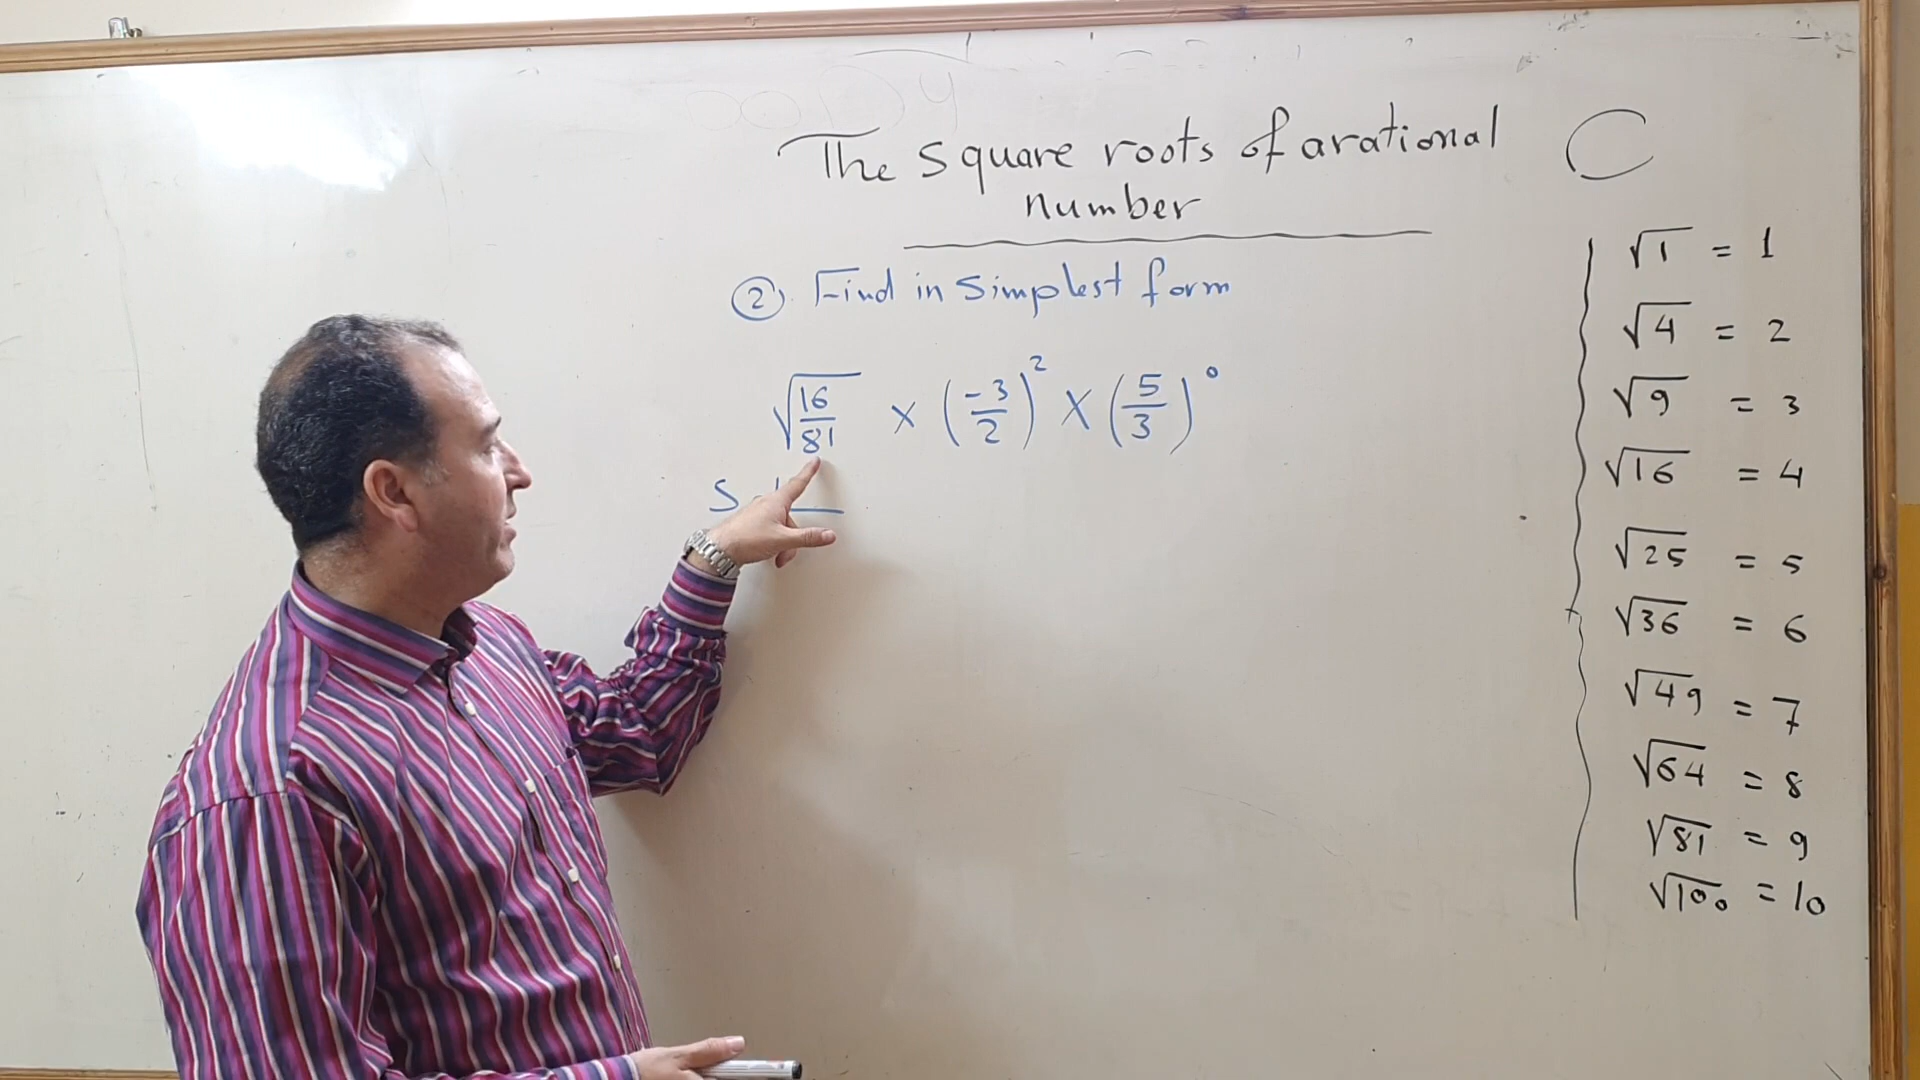 The square roots of arational
number
C
② Find in Simplest form
√16/81 × (-3/2)² × (5/3)⁰
√1 = 1
√4 = 2
√9 = 3
√16 = 4
√25 = 5
√36 = 6
√49 = 7
√64 = 8
√81 = 9
√100 = 10